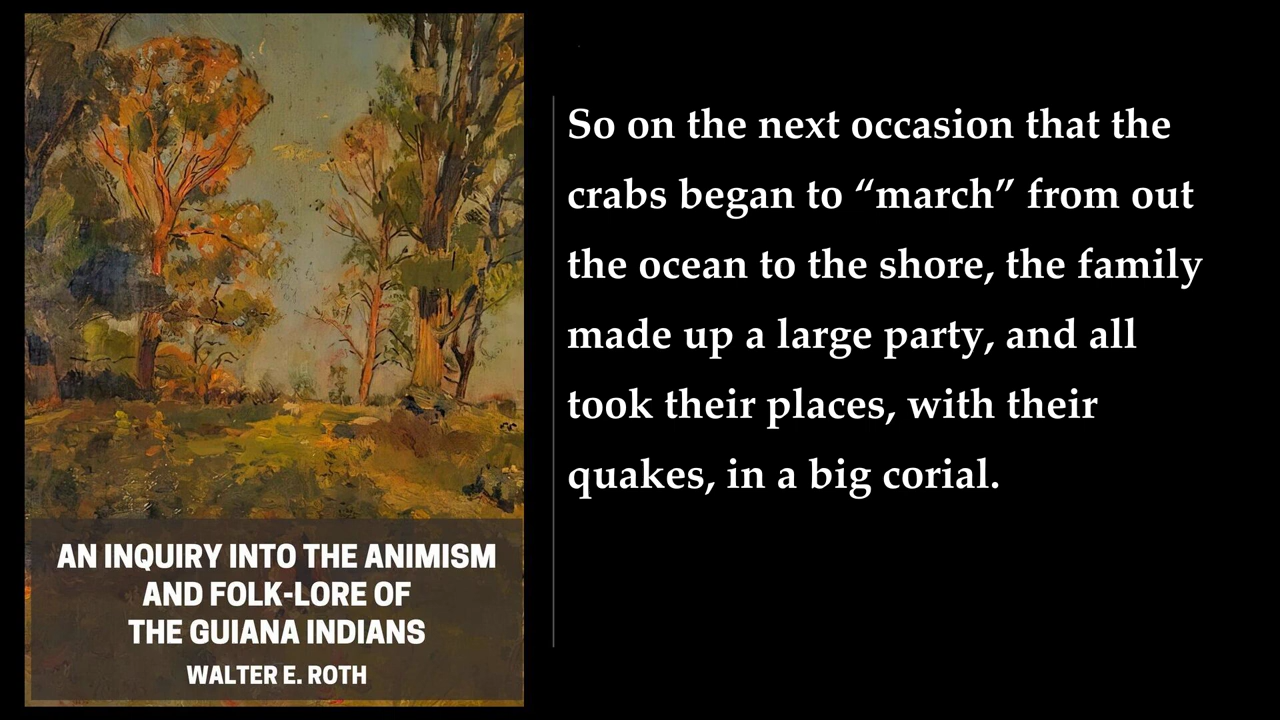 So on the next occasion that the
crabs began to “march” from out
the ocean to the shore, the family
made up a large party, and all
took their places, with their
quakes, in a big corial.
AN INQUIRY INTO THE ANIMISM
AND FOLK-LORE OF
THE GUIANA INDIANS
WALTER E. ROTH